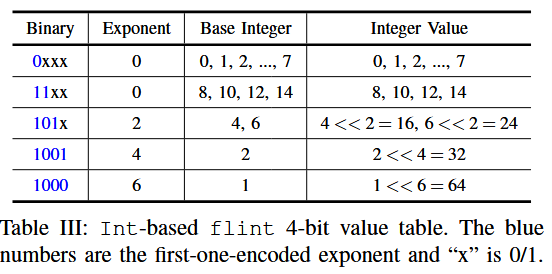 Binary Exponent Base Integer Integer Value
0xxx 0 0, 1, 2, ..., 7 0, 1, 2, ..., 7
11xx 0 8, 10, 12, 14 8, 10, 12, 14
101x 2 4, 6 4 << 2 = 16, 6 << 2 = 24
1001 4 2 2 << 4 = 32
1000 6 1 1 << 6 = 64
Table III: Int-based flint 4-bit value table. The blue
numbers are the first-one-encoded exponent and “x” is 0/1.